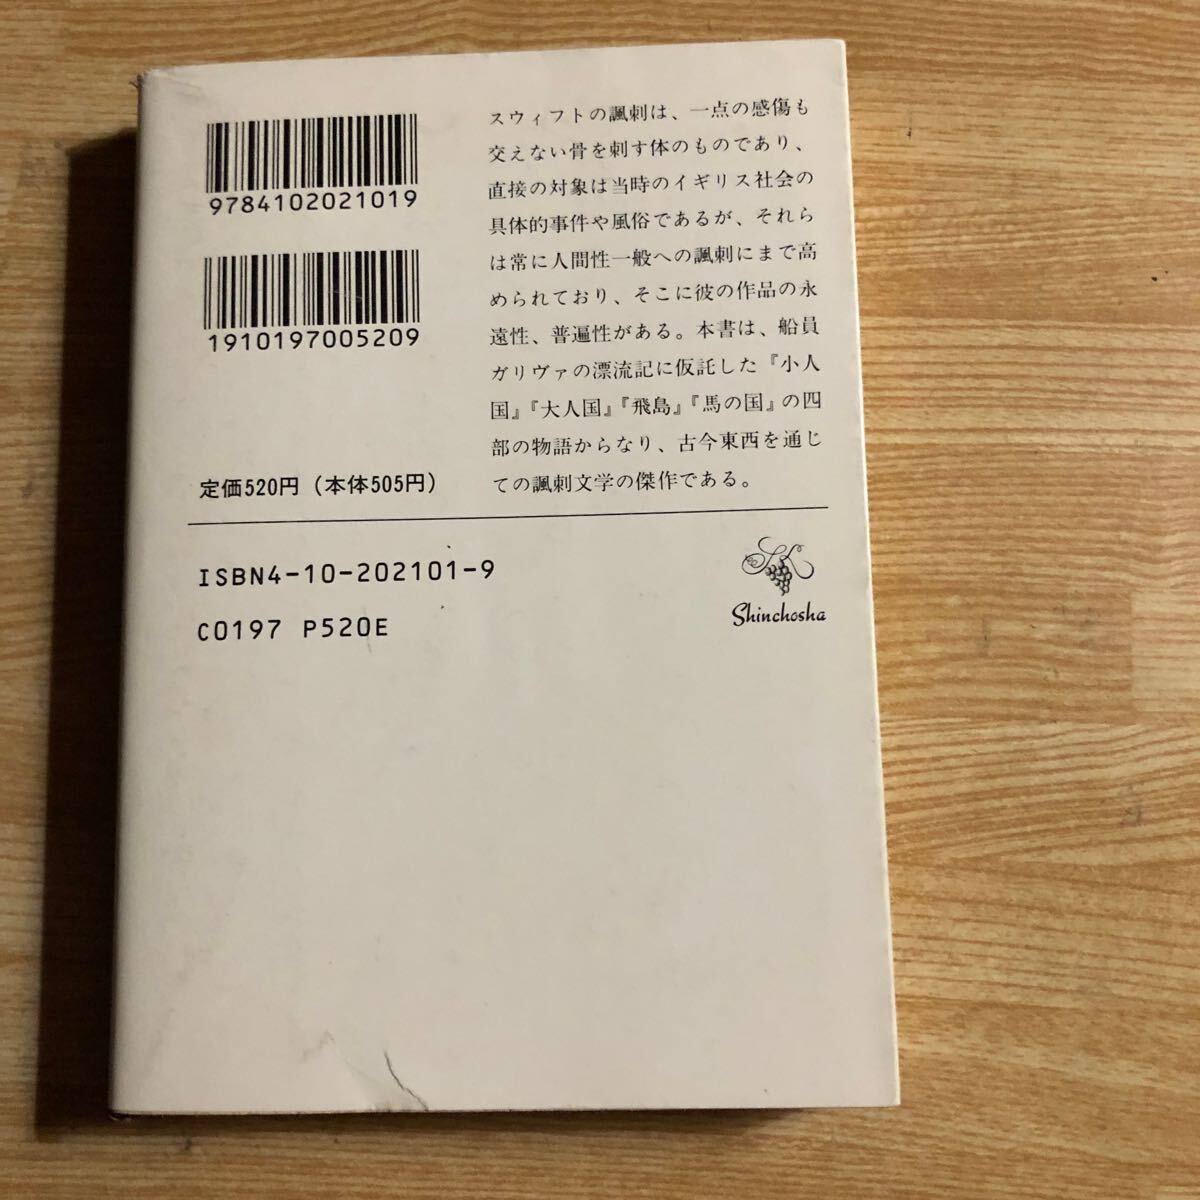 9784102021019
1910197005209
定価520円（本体505円）
スウィフトの諷刺は、一点の感傷も
交えない骨を刺す体のものであり、
直接の対象は当時のイギリス社会の
具体的事件や風俗であるが、それら
は常に人間性一般への諷刺にまで高
められており、そこに彼の作品の永
遠性、普遍性がある。本書は、船員
ガリヴァの漂流記に仮託した『小人
国』『大人国』『飛島』『馬の国』の四
部の物語からなり、古今東西を通じ
ての諷刺文学の傑作である。
ISBN4-10-202101-9
C0197 P520E
SK
Shinchosha